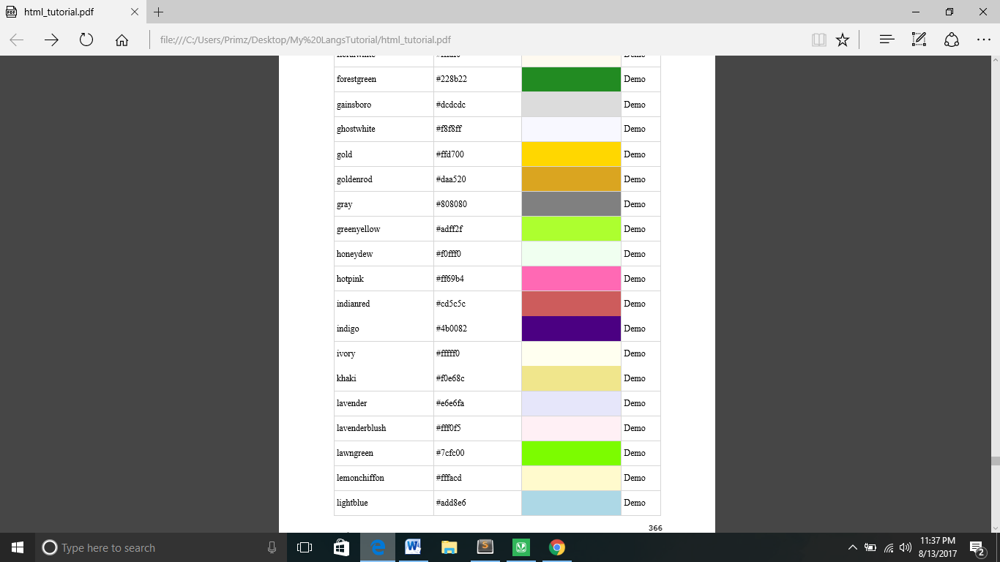 html_tutorial.pdf
file:///C:/Users/Primz/Desktop/My%20LangsTutorial/html_tutorial.pdf
forestgreen #228b22 Demo
gainsboro #dcdcdc Demo
ghostwhite #f8f8ff Demo
gold #ffd700 Demo
goldenrod #daa520 Demo
gray #808080 Demo
greenyellow #adff2f Demo
honeydew #f0fff0 Demo
hotpink #ff69b4 Demo
indianred #cd5c5c Demo
indigo #4b0082 Demo
ivory #fffff0 Demo
khaki #f0e68c Demo
lavender #e6e6fa Demo
lavenderblush #fff0f5 Demo
lawngreen #7cfc00 Demo
lemonchiffon #fffacd Demo
lightblue #add8e6 Demo
366
Type here to search
11:37 PM
8/13/2017
2